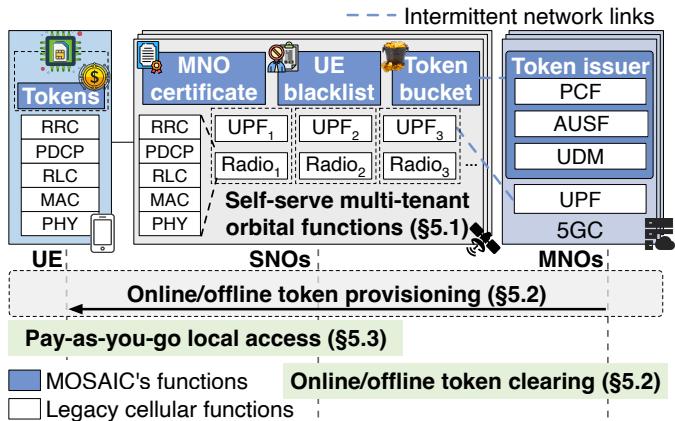 Intermittent network links
Tokens
RRC
PDCP
RLC
MAC
PHY
UE
MNO
certificate
UE
blacklist
Token
bucket
RRC
PDCP
RLC
MAC
PHY
UPF1
UPF2
UPF3
Radio1
Radio2
Radio3
...
Self-serve multi-tenant
orbital functions (§5.1)
SNOs
Token issuer
PCF
AUSF
UDM
UPF
5GC
MNOs
Online/offline token provisioning (§5.2)
Pay-as-you-go local access (§5.3)
Online/offline token clearing (§5.2)
MOSAIC's functions
Legacy cellular functions